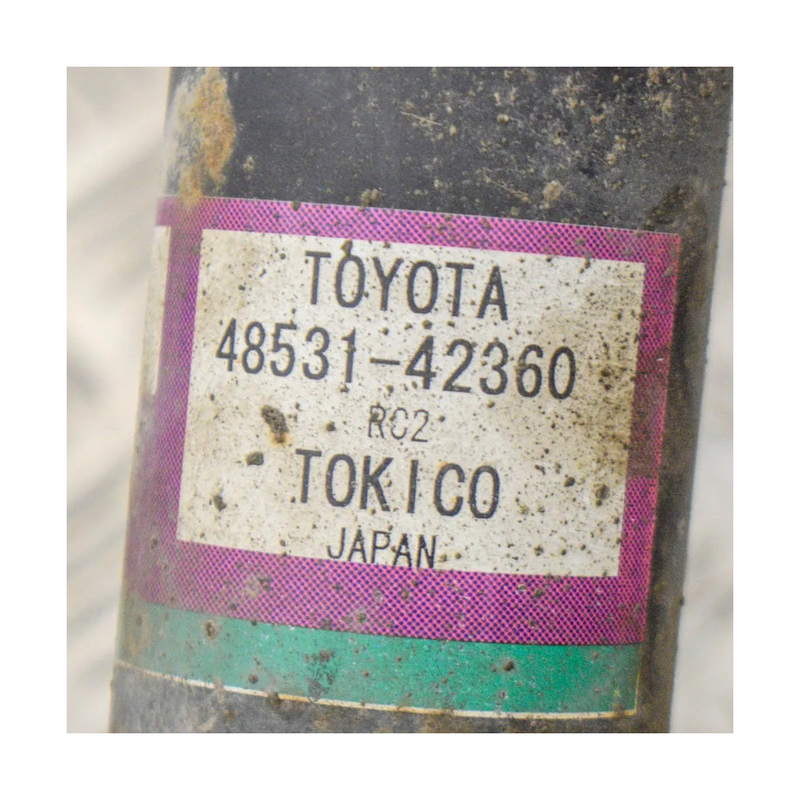 TOYOTA
48531-42360
RC2
TOKICO
JAPAN